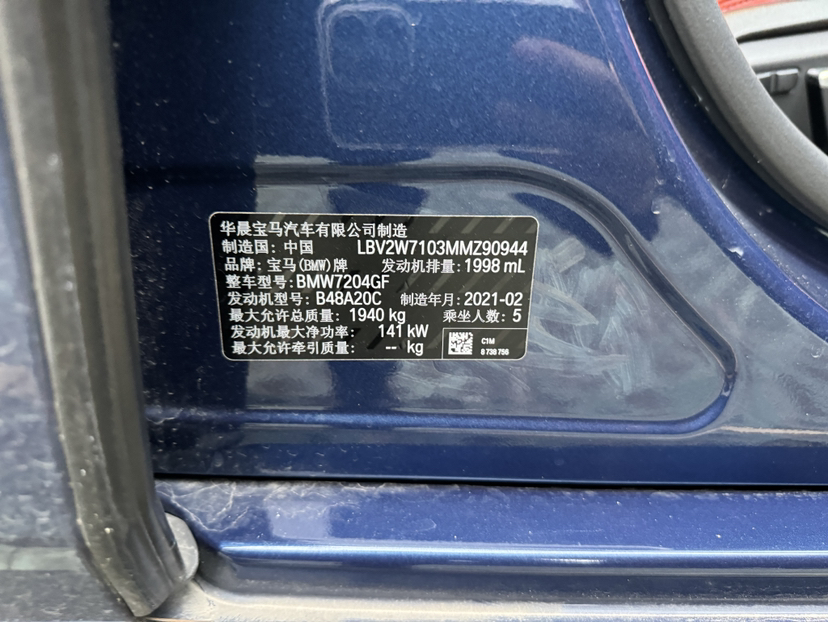 华晨宝马汽车有限公司制造
制造国: 中国 LBV2W7103MMZ90944
品牌: 宝马(BMW)牌 发动机排量: 1998 mL
整车型号: BMW7204GF
发动机型号: B48A20C 制造年月: 2021-02
最大允许总质量: 1940 kg 乘坐人数: 5
发动机最大净功率: 141 kW
最大允许牵引质量: -- kg
C1M
8 738 756